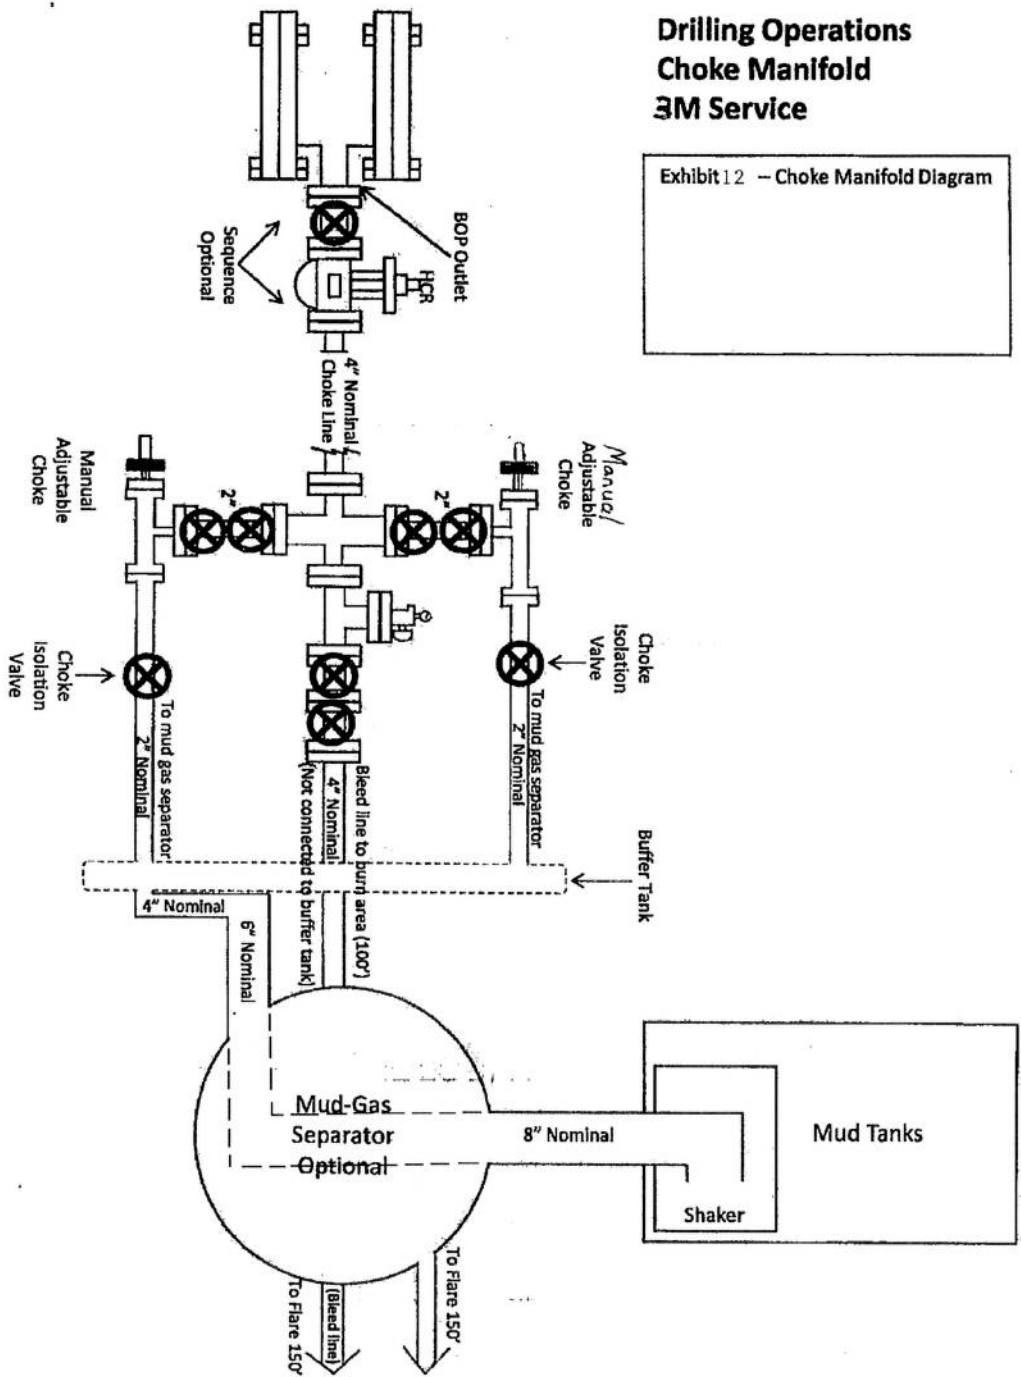 Drilling Operations
Choke Manifold
3M Service
Exhibit 12 – Choke Manifold Diagram
BOP Outlet
HCR
Sequence
Optional
4" Nominal
Choke Line
Manual
Adjustable
Choke
2"
2"
Manual
Adjustable
Choke
Choke
Isolation
Valve
Choke
Isolation
Valve
To mud gas separator
2" Nominal
Bleed line to burn area (100')
4" Nominal
(Not connected to buffer tank)
To mud gas separator
2" Nominal
Buffer Tank
4" Nominal
6" Nominal
Mud-Gas
Separator
Optional
8" Nominal
Mud Tanks
Shaker
To Flare 150'
(Bleed line)
To Flare 150'